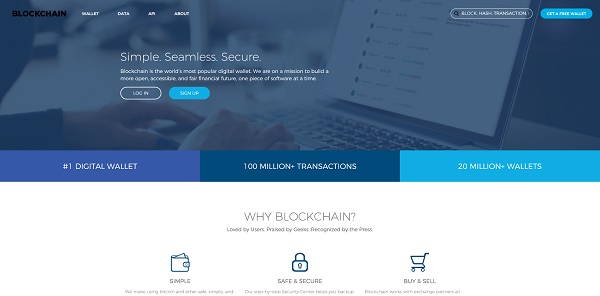 BLOCKCHAIN WALLET DATA API ABOUT BLOCK. HASH. TRANSACTION. GET A FREE WALLET
Simple. Seamless. Secure.
Blockchain is the world's most popular digital wallet. We are on a mission to build a
more open, accessible, and fair financial future, one piece of software at a time.
LOG IN SIGN UP
#1 DIGITAL WALLET 100 MILLION+ TRANSACTIONS 20 MILLION+ WALLETS
WHY BLOCKCHAIN?
Loved by Users. Praised by Geeks. Recognized by the Press.
SIMPLE SAFE & SECURE BUY & SELL
We make using bitcoin and ether safe, simple, and Our step-by-step Security Center helps you backup Blockchain works with exchange partners all